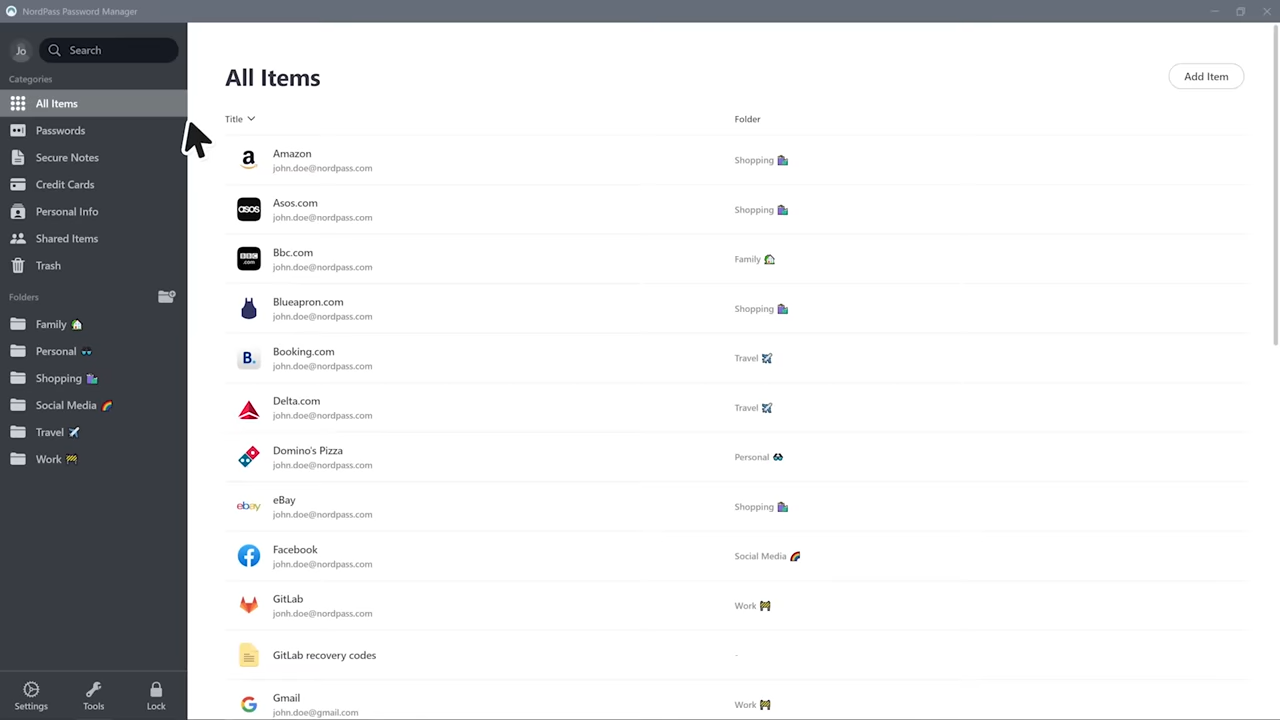 NordPass Password Manager
Jo
Search
Categories
All Items
Passwords
Secure Notes
Credit Cards
Personal Info
Shared Items
Trash
Folders
Family
Personal
Shopping
Social Media
Travel
Work
Settings
Tools
Lock
All Items
Add Item
Title
Folder
a
Amazon
john.doe@nordpass.com
Shopping
asos
Asos.com
john.doe@nordpass.com
Shopping
BBC
.com
Bbc.com
john.doe@nordpass.com
Family
Blueapron.com
john.doe@nordpass.com
Shopping
B.
Booking.com
john.doe@nordpass.com
Travel
Delta.com
john.doe@nordpass.com
Travel
Domino's Pizza
john.doe@nordpass.com
Personal
ebay
eBay
john.doe@nordpass.com
Shopping
f
Facebook
john.doe@nordpass.com
Social Media
GitLab
jonh.doe@nordpass.com
Work
GitLab recovery codes
-
G
Gmail
john.doe@gmail.com
Work